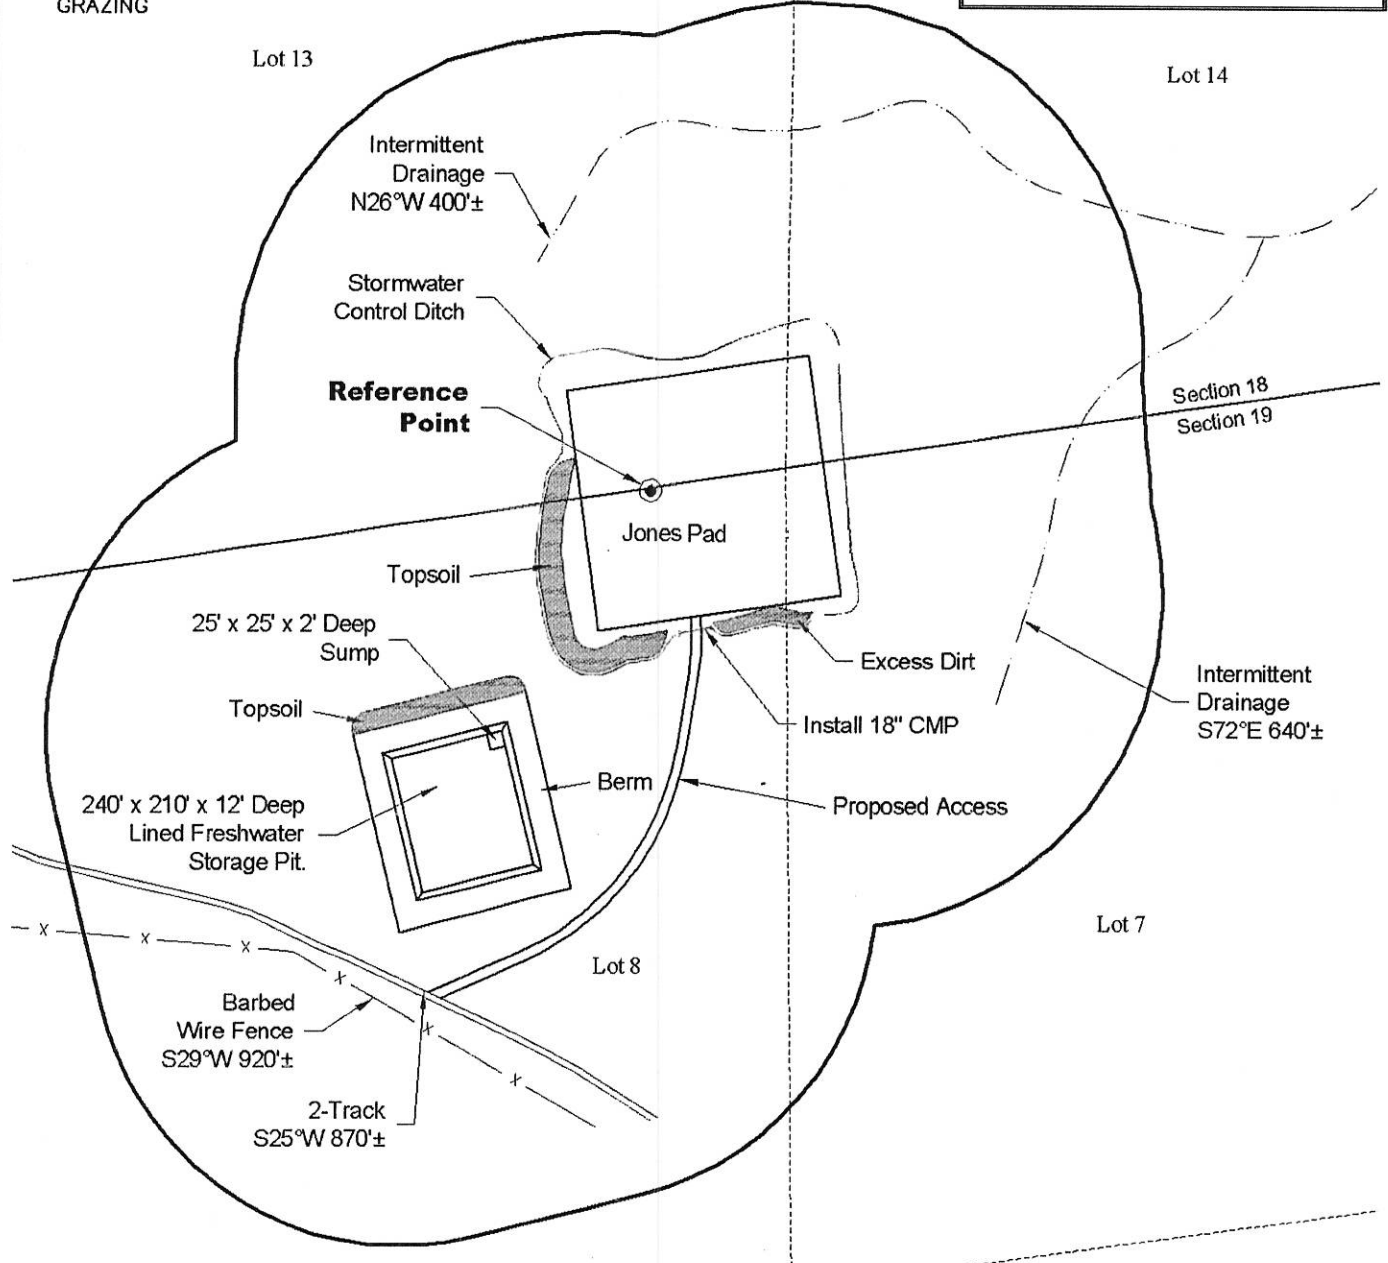 GRAZING
Lot 13
Lot 14
Intermittent
Drainage
N26°W 400'±
Stormwater
Control Ditch
Reference
Point
Section 18
Section 19
Jones Pad
Topsoil
25' x 25' x 2' Deep
Sump
Excess Dirt
Intermittent
Drainage
S72°E 640'±
Topsoil
Install 18" CMP
Berm
240' x 210' x 12' Deep
Lined Freshwater
Storage Pit.
Proposed Access
Lot 7
x
x
x
x
x
x
Lot 8
Barbed
Wire Fence
S29°W 920'±
2-Track
S25°W 870'±